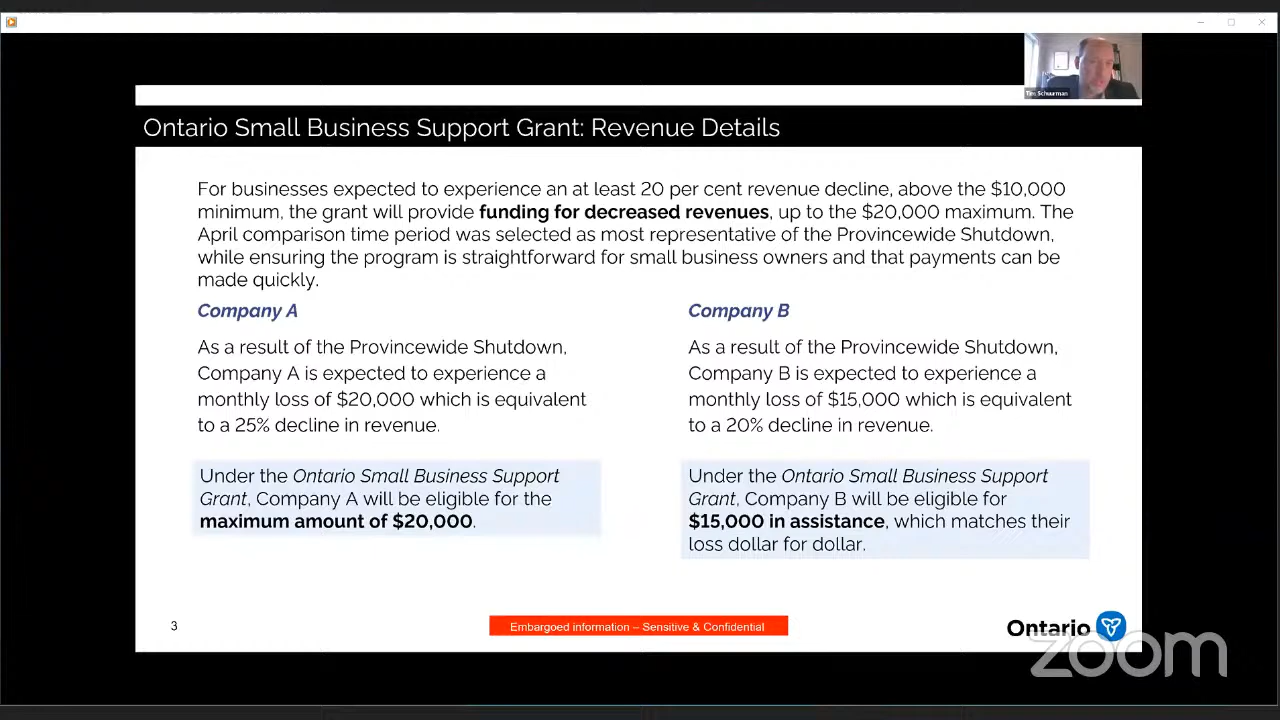 Tim Schuurman
Ontario Small Business Support Grant: Revenue Details
For businesses expected to experience an at least 20 per cent revenue decline, above the $10,000
minimum, the grant will provide funding for decreased revenues, up to the $20,000 maximum. The
April comparison time period was selected as most representative of the Provincewide Shutdown,
while ensuring the program is straightforward for small business owners and that payments can be
made quickly.
Company A
As a result of the Provincewide Shutdown,
Company A is expected to experience a
monthly loss of $20,000 which is equivalent
to a 25% decline in revenue.
Under the Ontario Small Business Support
Grant, Company A will be eligible for the
maximum amount of $20,000.
Company B
As a result of the Provincewide Shutdown,
Company B is expected to experience a
monthly loss of $15,000 which is equivalent
to a 20% decline in revenue.
Under the Ontario Small Business Support
Grant, Company B will be eligible for
$15,000 in assistance, which matches their
loss dollar for dollar.
3
Embargoed information – Sensitive & Confidential
Ontario
zoom